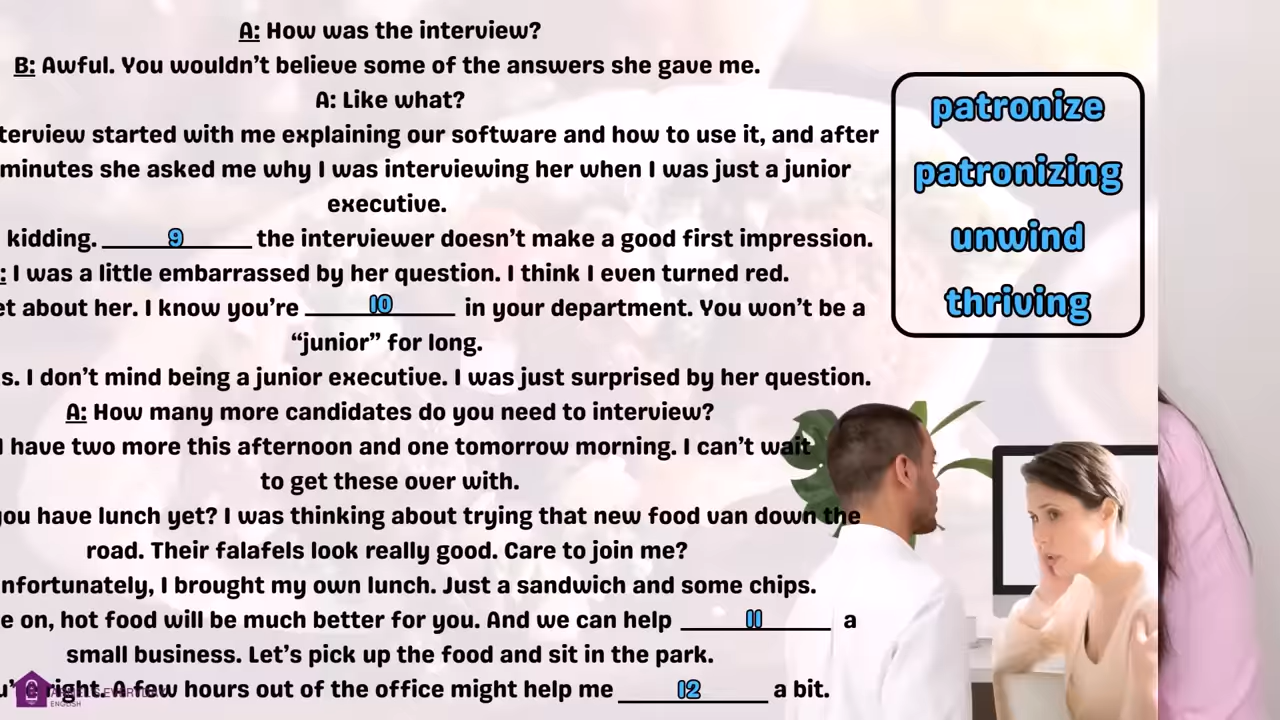 A: How was the interview?
B: Awful. You wouldn’t believe some of the answers she gave me.
A: Like what?
terview started with me explaining our software and how to use it, and after
minutes she asked me why I was interviewing her when I was just a junior
executive.
kidding. 9 the interviewer doesn’t make a good first impression.
: I was a little embarrassed by her question. I think I even turned red.
et about her. I know you’re 10 in your department. You won’t be a
“junior” for long.
s. I don’t mind being a junior executive. I was just surprised by her question.
A: How many more candidates do you need to interview?
I have two more this afternoon and one tomorrow morning. I can’t wait
to get these over with.
you have lunch yet? I was thinking about trying that new food van down the
road. Their falafels look really good. Care to join me?
nfortunately, I brought my own lunch. Just a sandwich and some chips.
e on, hot food will be much better for you. And we can help 11 a
small business. Let’s pick up the food and sit in the park.
right. A few hours out of the office might help me 12 a bit.
ENGLISH
patronize
patronizing
unwind
thriving